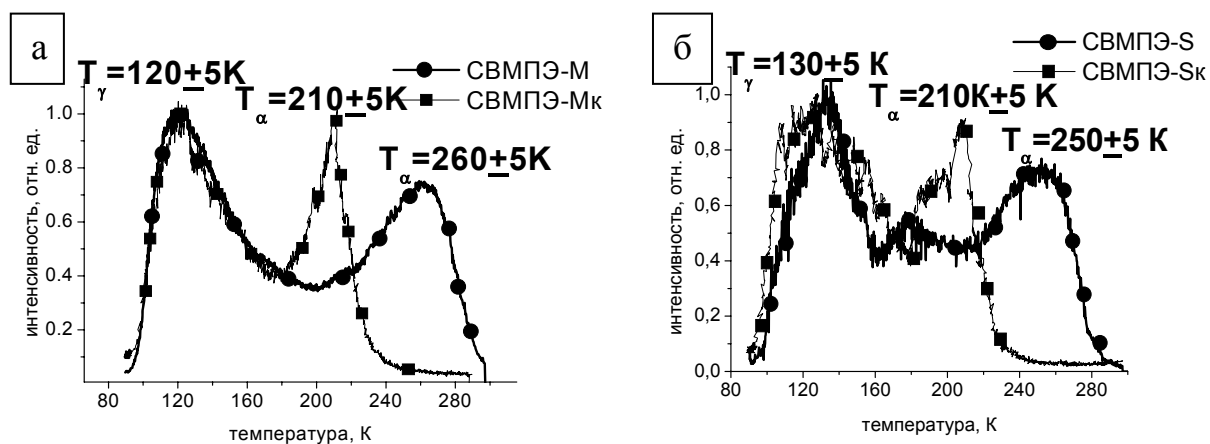 а
T γ =120±5K
СВМПЭ-М
СВМПЭ-Мк
T α =210±5K
T α =260±5K
интенсивность, отн. ед.
1.0
0.8
0.6
0.4
0.2
80 120 160 200 240 280
температура, К
б
T γ =130±5 К
СВМПЭ-S
СВМПЭ-Sк
T α =210К±5 К
T α =250±5 К
интенсивность, отн. ед.
1,0
0,8
0,6
0,4
0,2
0,0
80 120 160 200 240 280
температура, К